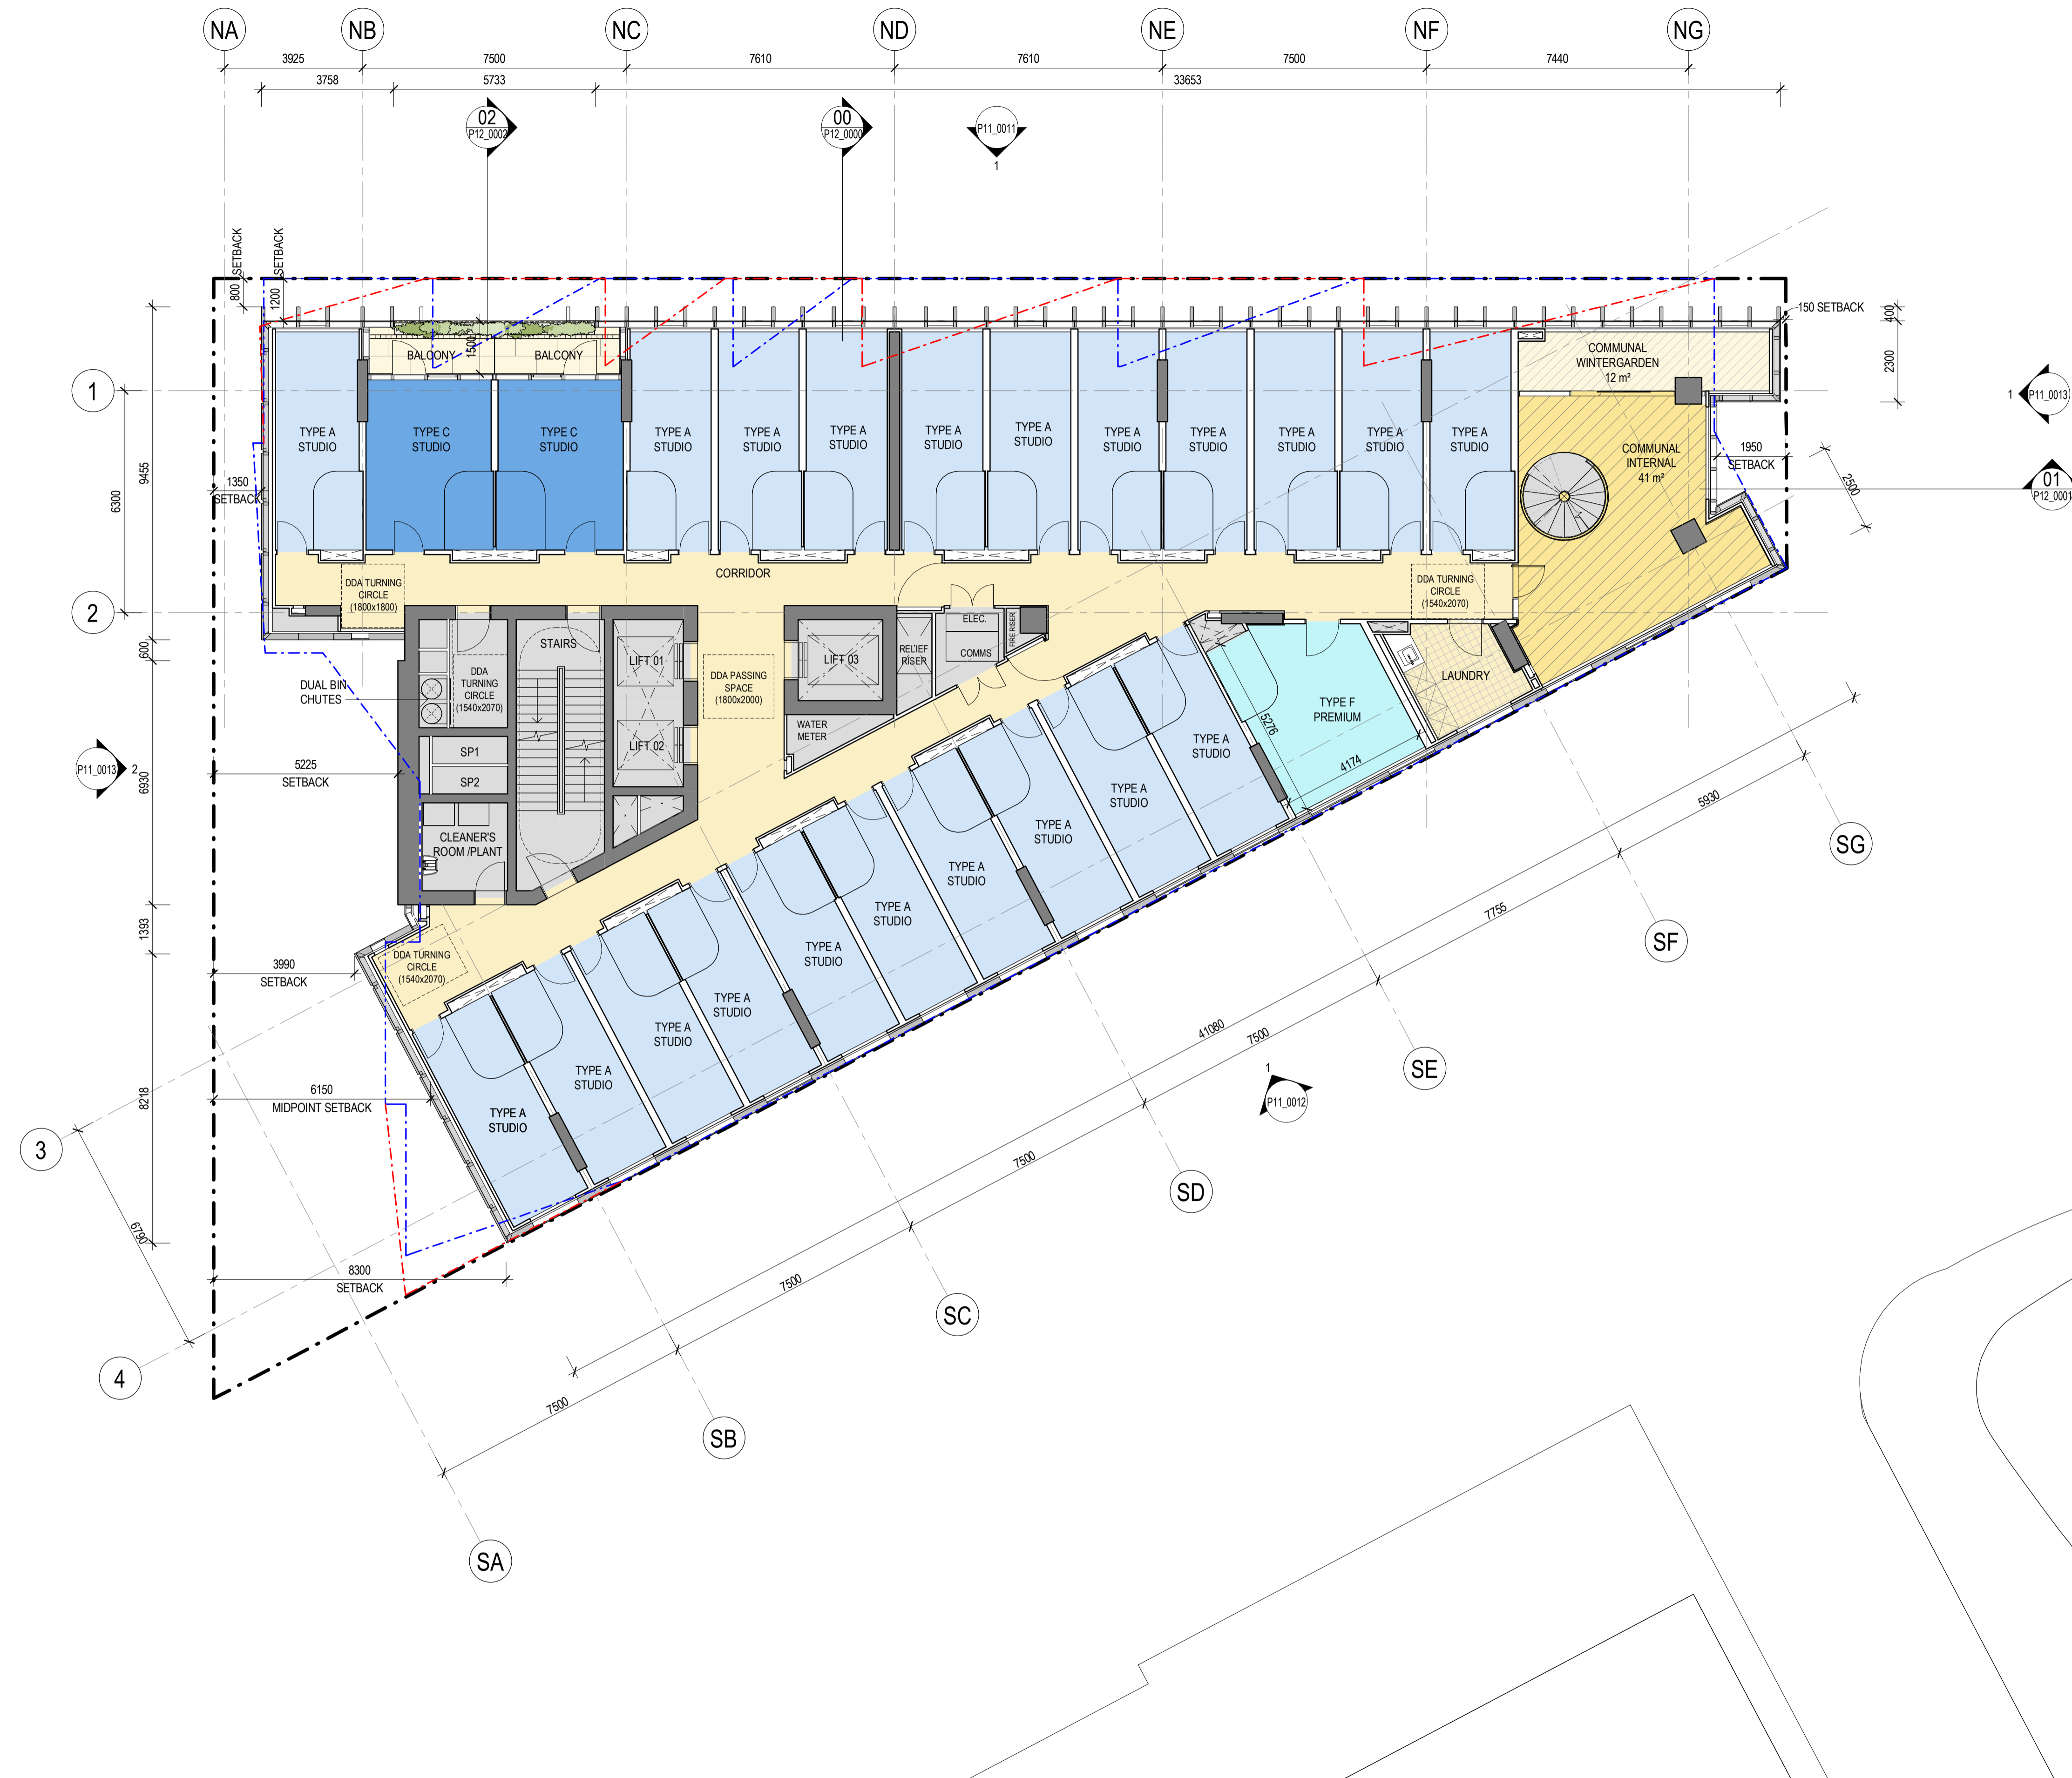 NA
NB
NC
ND
NE
NF
NG
3925
7500
7610
7610
7500
7440
3758
5733
33653
02
P12_0002
00
P12_0000
P11_0011
1
800
SETBACK
1200
SETBACK
150 SETBACK
400
2300
1500
BALCONY
BALCONY
COMMUNAL
WINTERGARDEN
12 m²
1
1
P11_0013
TYPE A
STUDIO
TYPE C
STUDIO
TYPE C
STUDIO
TYPE A
STUDIO
TYPE A
STUDIO
TYPE A
STUDIO
TYPE A
STUDIO
TYPE A
STUDIO
TYPE A
STUDIO
TYPE A
STUDIO
TYPE A
STUDIO
TYPE A
STUDIO
TYPE A
STUDIO
COMMUNAL
INTERNAL
41 m²
1950
SETBACK
2500
01
P12_0001
9455
6300
1350
SETBACK
CORRIDOR
DDA TURNING
CIRCLE
(1800x1800)
DDA TURNING
CIRCLE
(1540x2070)
2
600
STAIRS
LIFT 01
LIFT 03
RELIEF
RISER
ELEC.
COMMS
FIRE RISER
DUAL BIN
CHUTES
DDA
TURNING
CIRCLE
(1540x2070)
DDA PASSING
SPACE
(1800x2000)
WATER
METER
LIFT 02
TYPE F
PREMIUM
5276
4174
LAUNDRY
P11_0013
2
6930
5225
SETBACK
SP1
SP2
CLEANER'S
ROOM /PLANT
TYPE A
STUDIO
TYPE A
STUDIO
TYPE A
STUDIO
TYPE A
STUDIO
TYPE A
STUDIO
TYPE A
STUDIO
TYPE A
STUDIO
TYPE A
STUDIO
TYPE A
STUDIO
TYPE A
STUDIO
1393
3990
SETBACK
DDA TURNING
CIRCLE
(1540x2070)
8218
6150
MIDPOINT SETBACK
3
6790
8300
SETBACK
4
5930
7755
41080
7500
7500
7500
7500
1
P11_0012
SG
SF
SE
SD
SC
SB
SA